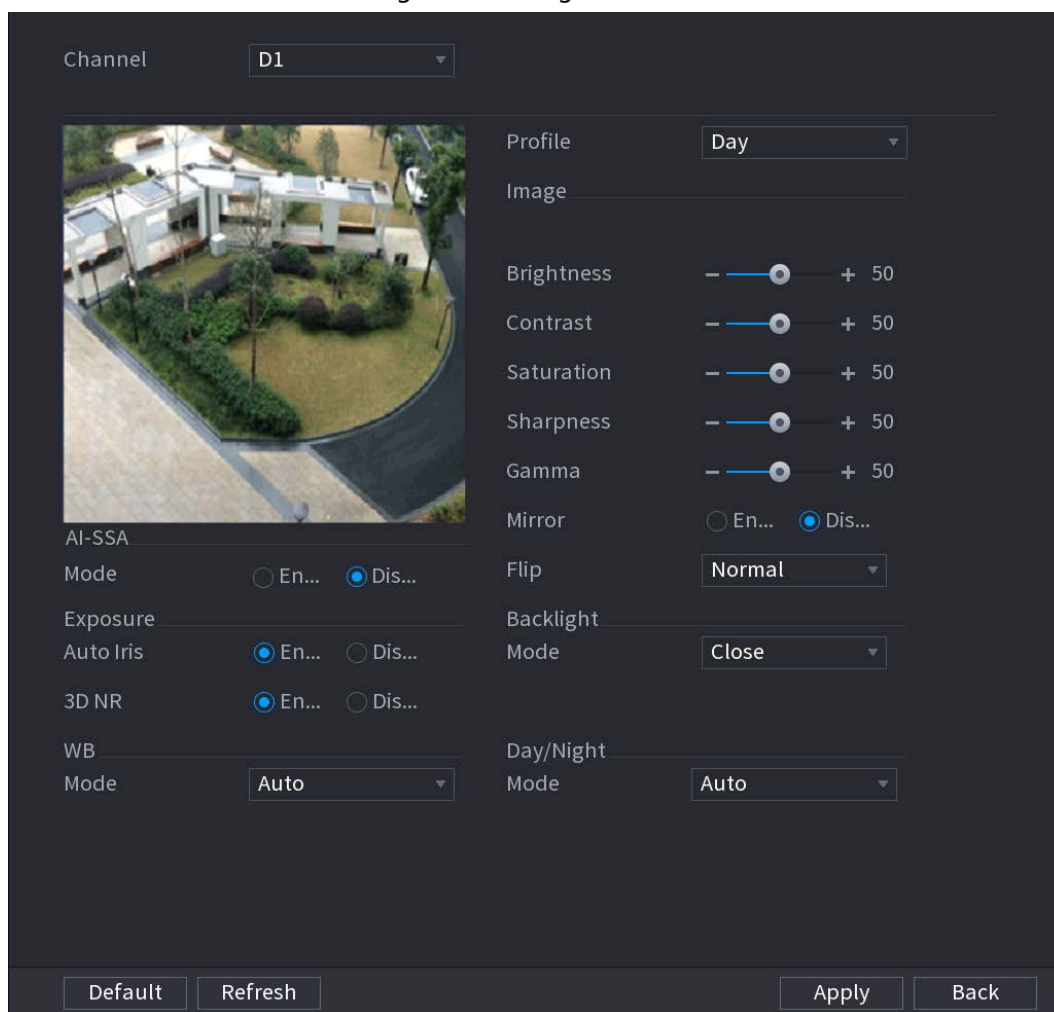 Channel D1
Profile Day
Image
Brightness - + 50
Contrast - + 50
Saturation - + 50
Sharpness - + 50
Gamma - + 50
Mirror En... Dis...
Flip Normal
Backlight
Mode Close
AI-SSA
Mode En... Dis...
Exposure
Auto Iris En... Dis...
3D NR En... Dis...
WB
Mode Auto
Day/Night
Mode Auto
Default Refresh Apply Back